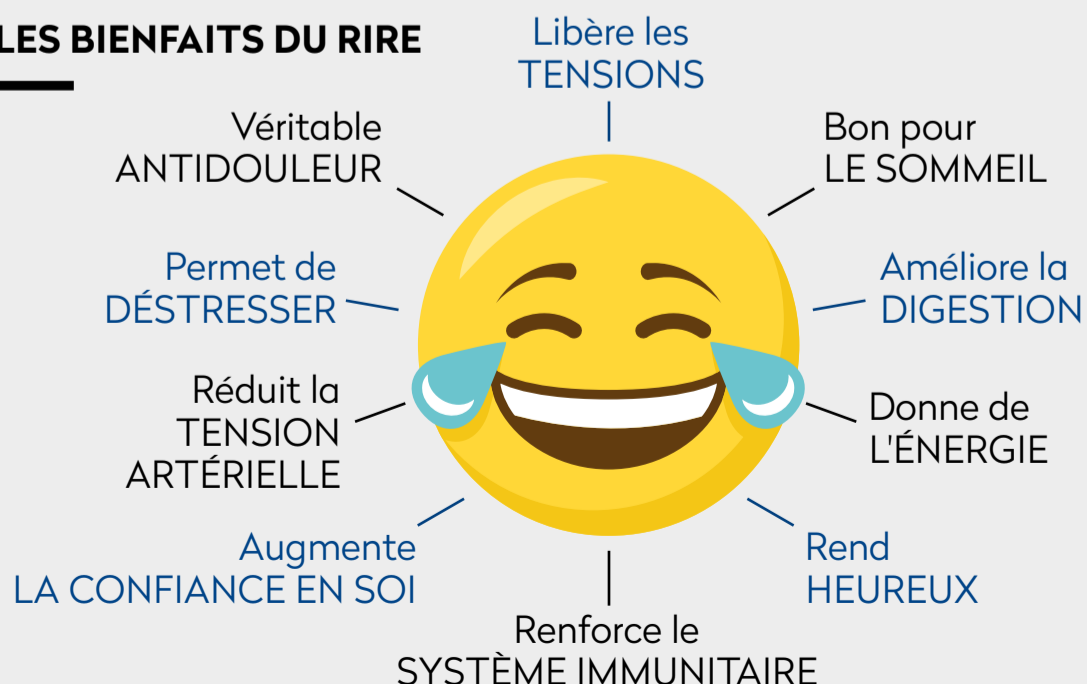 LES BIENFAITS DU RIRE
Libère les
TENSIONS
Véritable
ANTIDOULEUR
Bon pour
LE SOMMEIL
Permet de
DÉSTRESSER
Améliore la
DIGESTION
Réduit la
TENSION
ARTÉRIELLE
Donne de
L'ÉNERGIE
Augmente
LA CONFIANCE EN SOI
Rend
HEUREUX
Renforce le
SYSTÈME IMMUNITAIRE